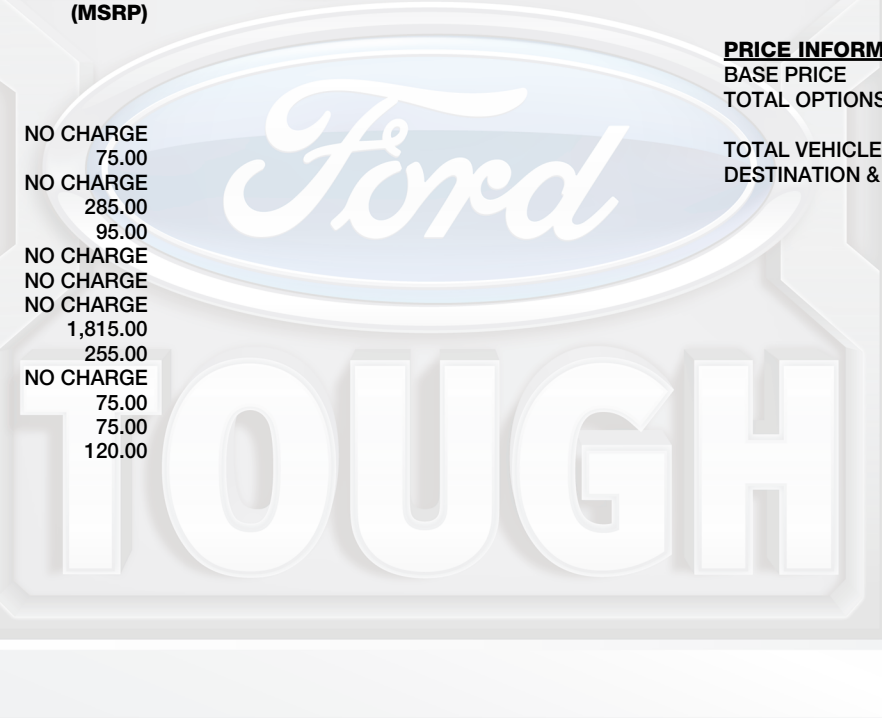 (MSRP)
NO CHARGE
75.00
NO CHARGE
285.00
95.00
NO CHARGE
NO CHARGE
NO CHARGE
1,815.00
255.00
NO CHARGE
75.00
75.00
120.00
PRICE INFORM
BASE PRICE
TOTAL OPTIONS
TOTAL VEHICLE
DESTINATION &
Ford
TOUGH